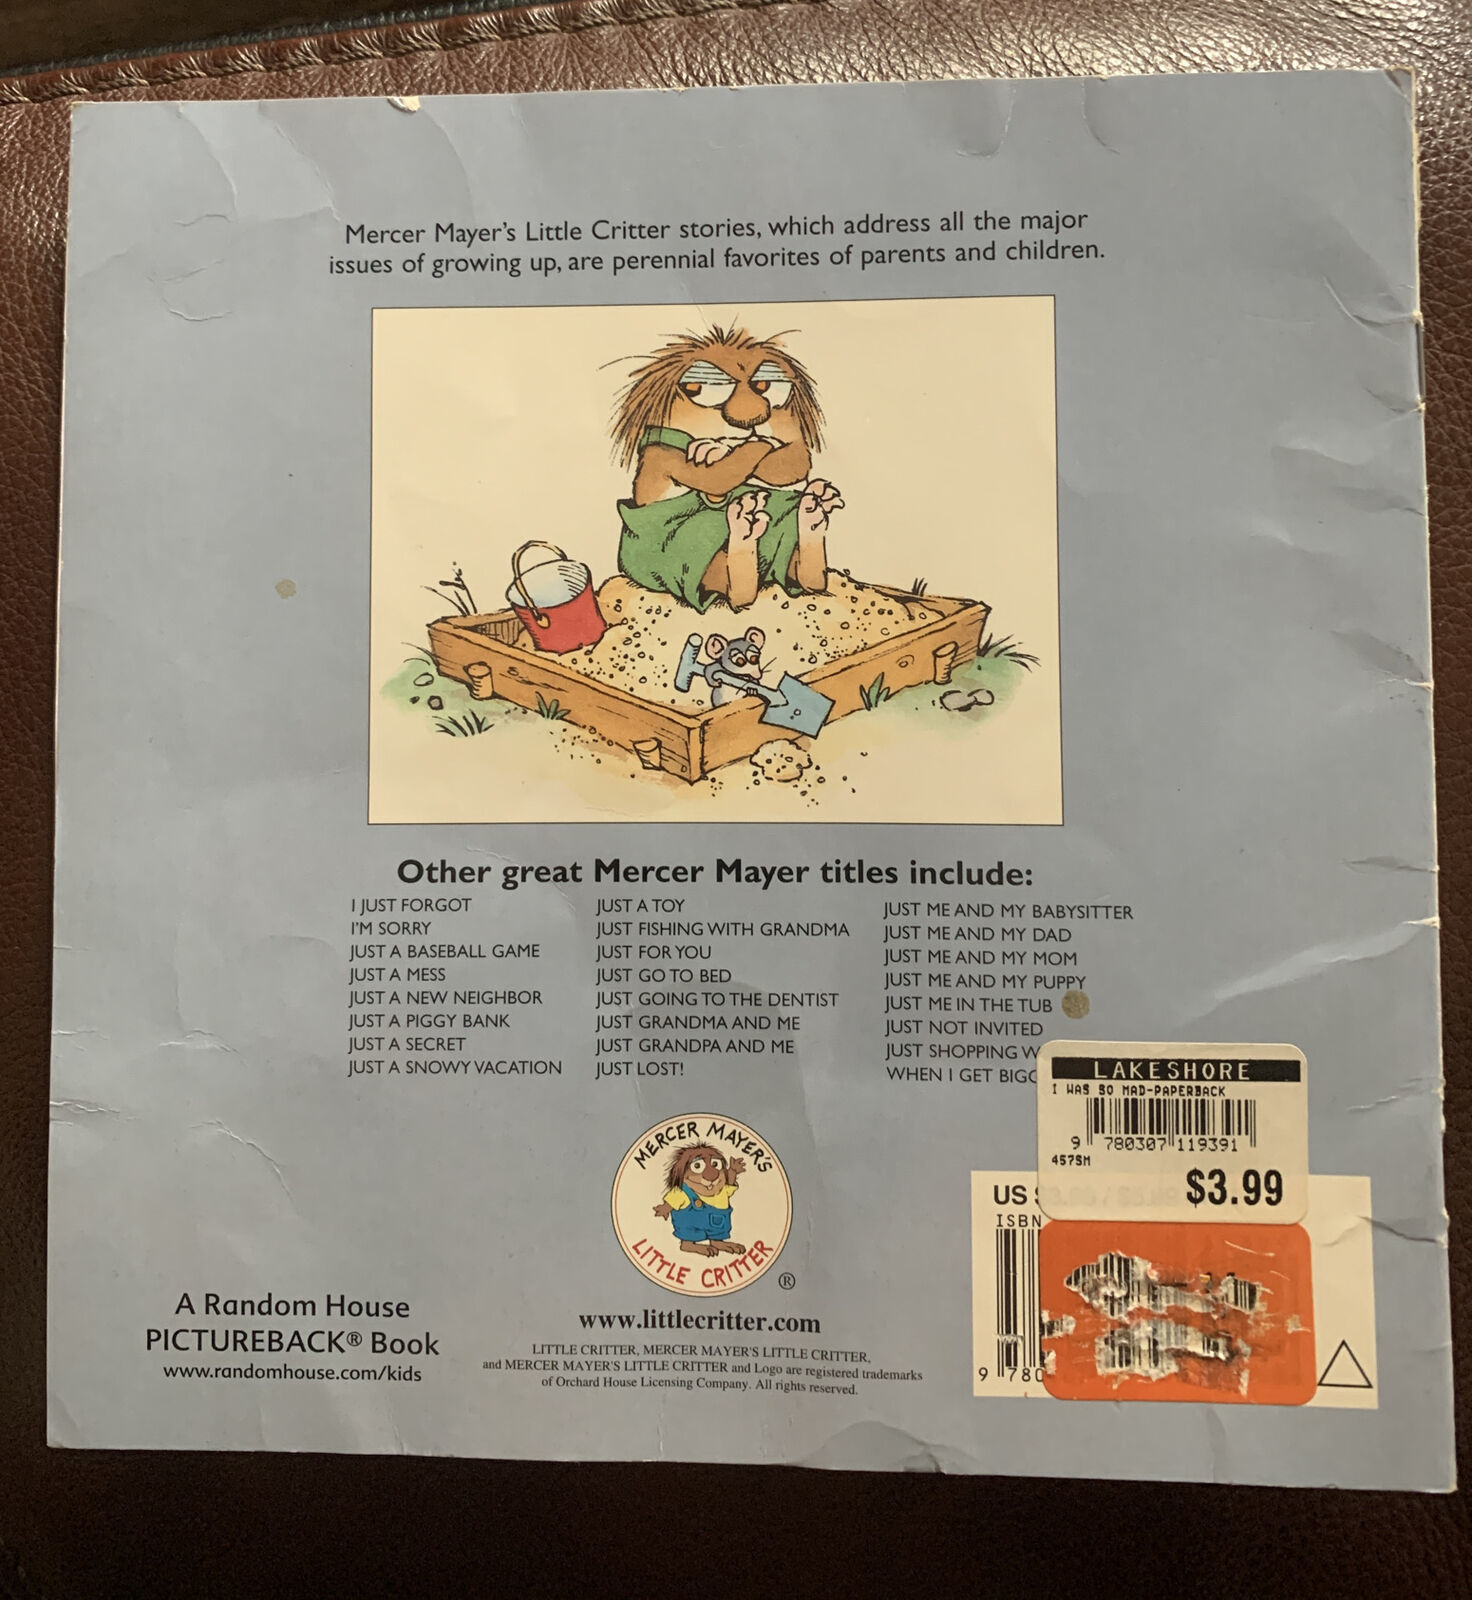 Mercer Mayer's Little Critter stories, which address all the major
issues of growing up, are perennial favorites of parents and children.
Other great Mercer Mayer titles include:
I JUST FORGOT
I'M SORRY
JUST A BASEBALL GAME
JUST A MESS
JUST A NEW NEIGHBOR
JUST A PIGGY BANK
JUST A SECRET
JUST A SNOWY VACATION
JUST A TOY
JUST FISHING WITH GRANDMA
JUST FOR YOU
JUST GO TO BED
JUST GOING TO THE DENTIST
JUST GRANDMA AND ME
JUST GRANDPA AND ME
JUST LOST!
JUST ME AND MY BABYSITTER
JUST ME AND MY DAD
JUST ME AND MY MOM
JUST ME AND MY PUPPY
JUST ME IN THE TUB
JUST NOT INVITED
JUST SHOPPING W
WHEN I GET BIGG
LAKESHORE
I WAS SO MAD-PAPERBACK
9 780307 119391
457SM
$3.99
US $
ISBN
9 780
MERCER MAYER'S
LITTLE CRITTER
®
www.littlecritter.com
LITTLE CRITTER, MERCER MAYER'S LITTLE CRITTER,
and MERCER MAYER'S LITTLE CRITTER and Logo are registered trademarks
of Orchard House Licensing Company. All rights reserved.
A Random House
PICTUREBACK® Book
www.randomhouse.com/kids